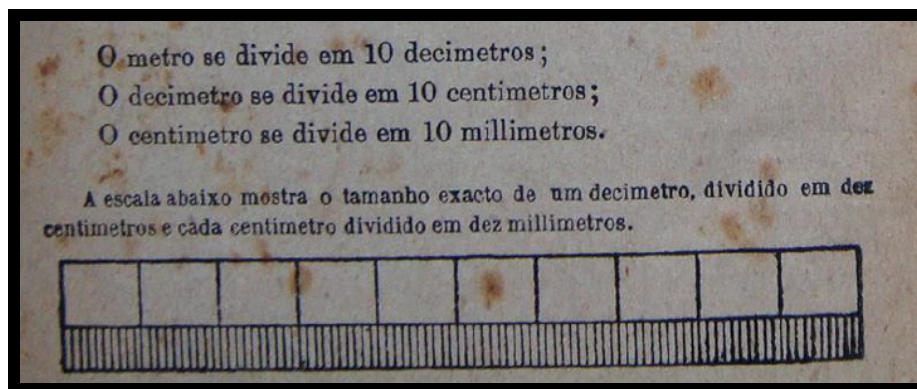 O metro se divide em 10 decimetros;
O decimetro se divide em 10 centimetros;
O centimetro se divide em 10 millimetros.
A escala abaixo mostra o tamanho exacto de um decimetro, dividido em dez
centimetros e cada centimetro dividido em dez millimetros.